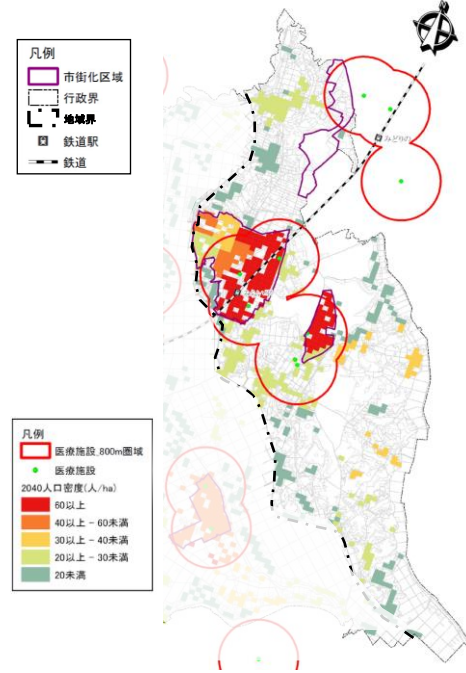 凡例
市街化区域
行政界
地域界
鉄道駅
鉄道
みどりの
凡例
医療施設_800m圏域
医療施設
2040人口密度(人/ha)
60以上
40以上 - 60未満
30以上 - 40未満
20以上 - 30未満
20未満